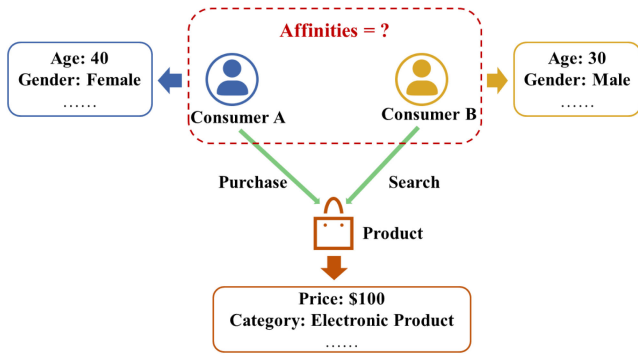 Affinities = ?
Age: 40
Gender: Female
......
Age: 30
Gender: Male
......
Consumer A
Consumer B
Purchase
Search
Product
Price: $100
Category: Electronic Product
......